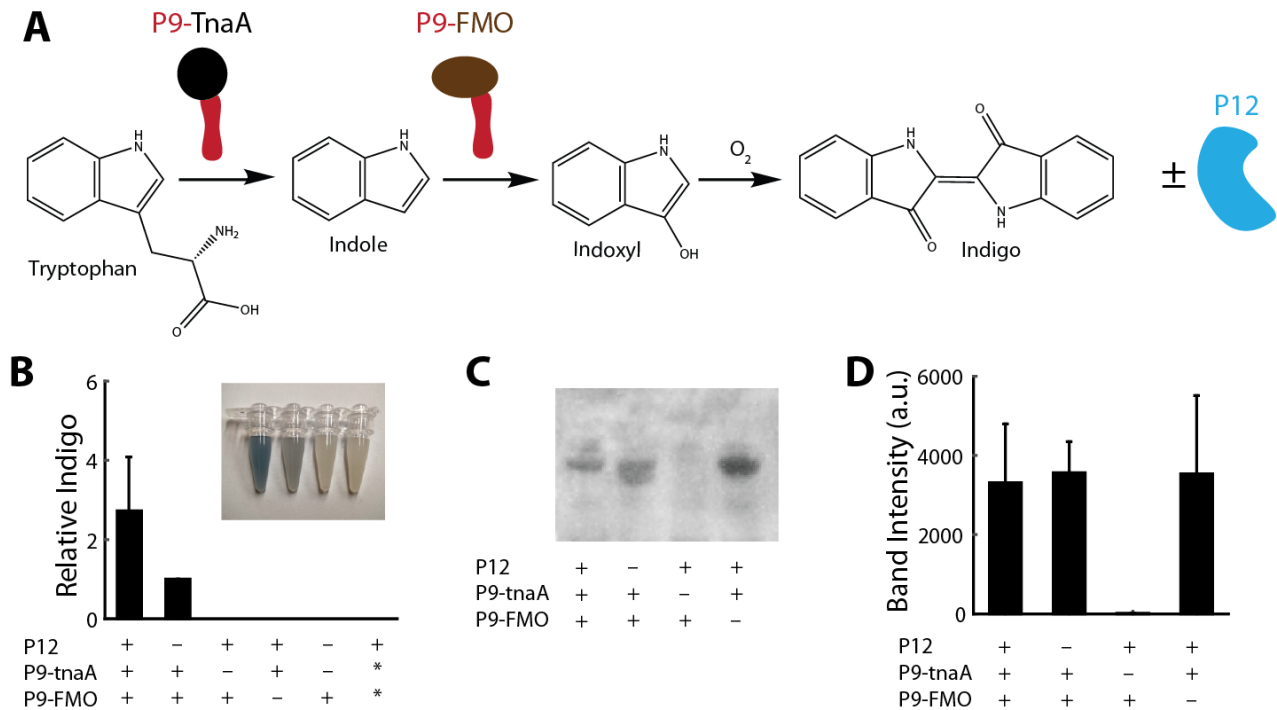 A
P9-TnaA
P9-FMO
P12
H
N
H
N
H
N
H
N
O
O2
±
NH2
Tryptophan
OH
O
Indole
Indoxyl
OH
O
N
H
Indigo
B
6
4
2
0
Relative Indigo
P12 + – + + – +
P9-tnaA + + – + – *
P9-FMO + + + – + *
C
P12 + – + +
P9-tnaA + + – +
P9-FMO + + + –
D
6000
4000
2000
0
Band Intensity (a.u.)
P12 + – + +
P9-tnaA + + – +
P9-FMO + + + –